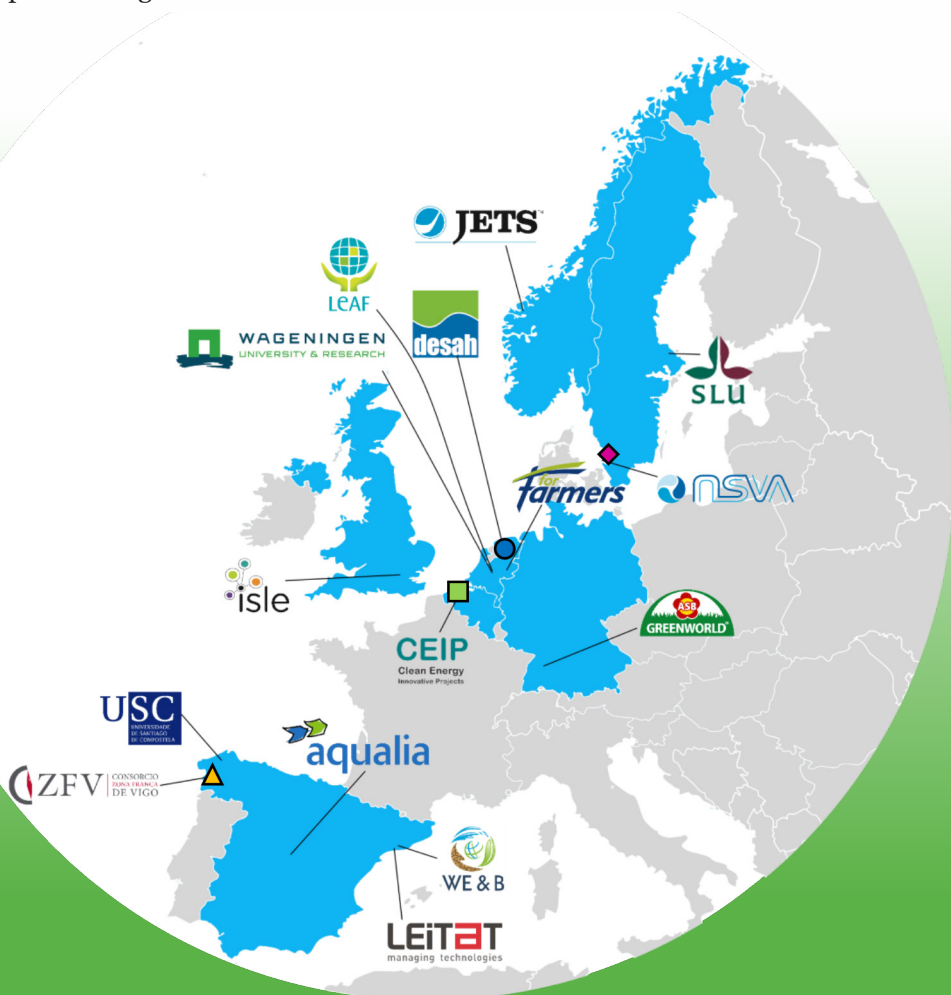 JETS™
LeAF
WAGENINGEN
UNIVERSITY & RESEARCH
desah
SLU
for
farmers
NSVA
isle
CEIP
Clean Energy
Innovative Projects
ASB
GREENWORLD
USC
UNIVERSIDADE
DE SANTIAGO
DE COMPOSTELA
aqualia
ZFV
CONSORCIO
ZONA FRANCA
DE VIGO
WE & B
LEiTaT
managing technologies